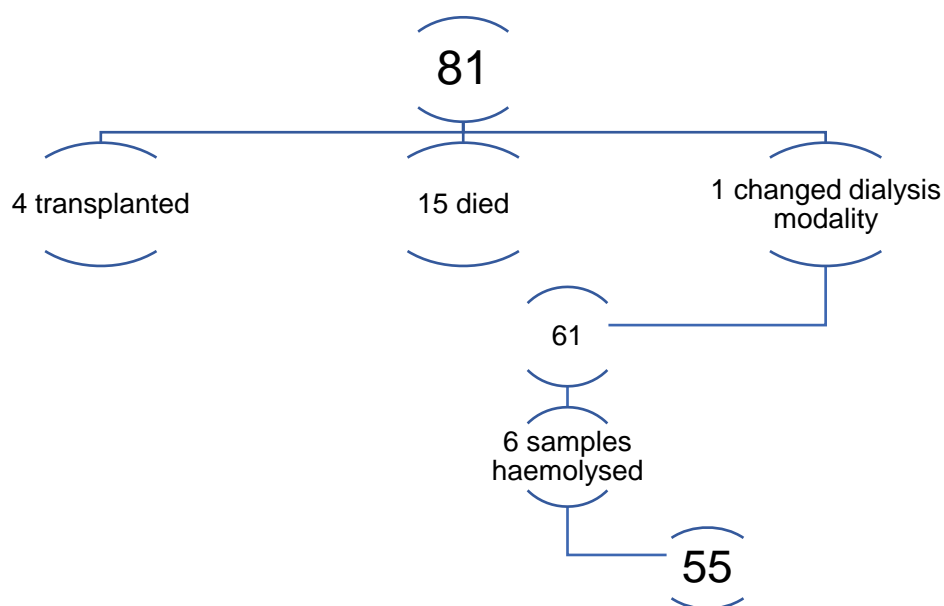 81
4 transplanted
15 died
1 changed dialysis
modality
61
6 samples
haemolysed
55